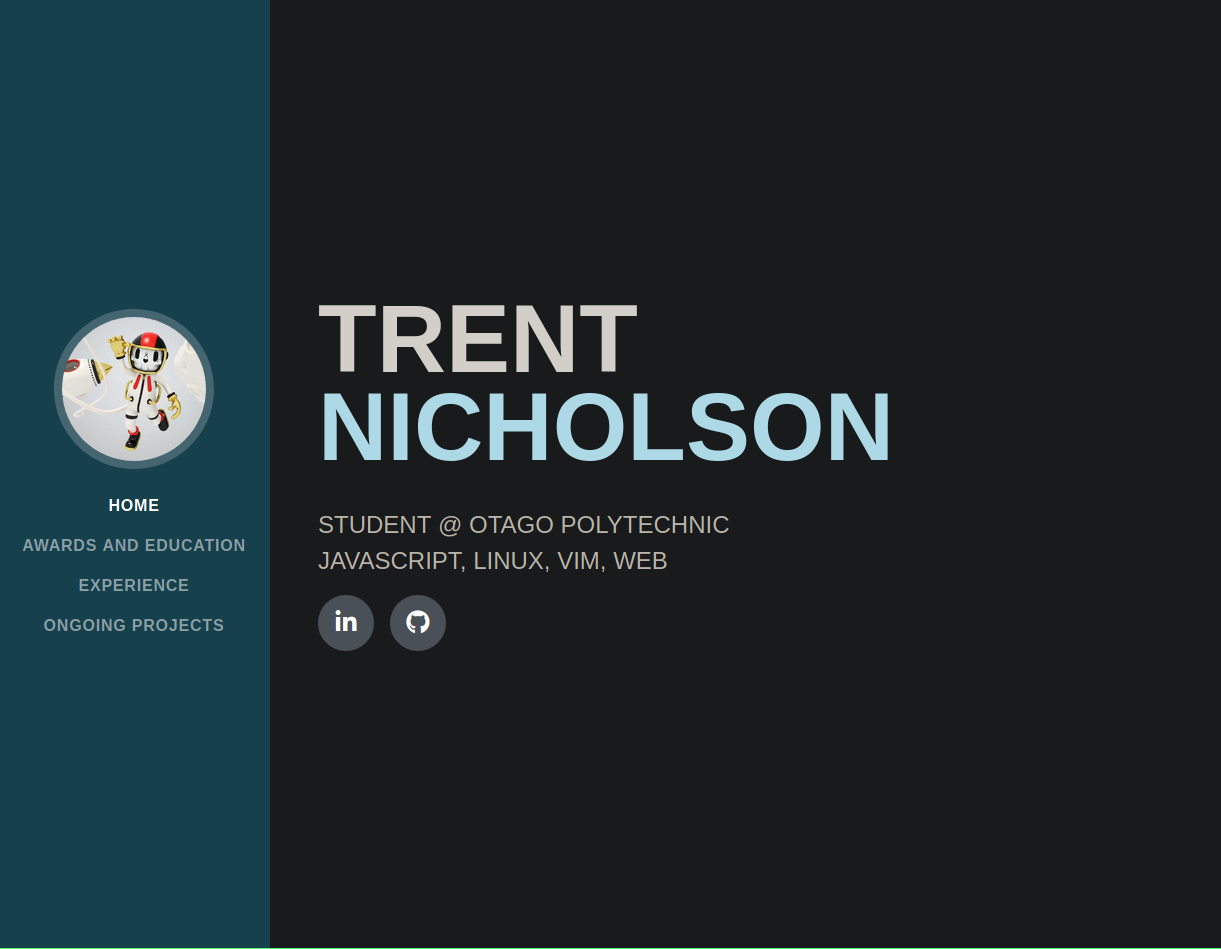 HOME
AWARDS AND EDUCATION
EXPERIENCE
ONGOING PROJECTS
TRENT
NICHOLSON
STUDENT @ OTAGO POLYTECHNIC
JAVASCRIPT, LINUX, VIM, WEB
in